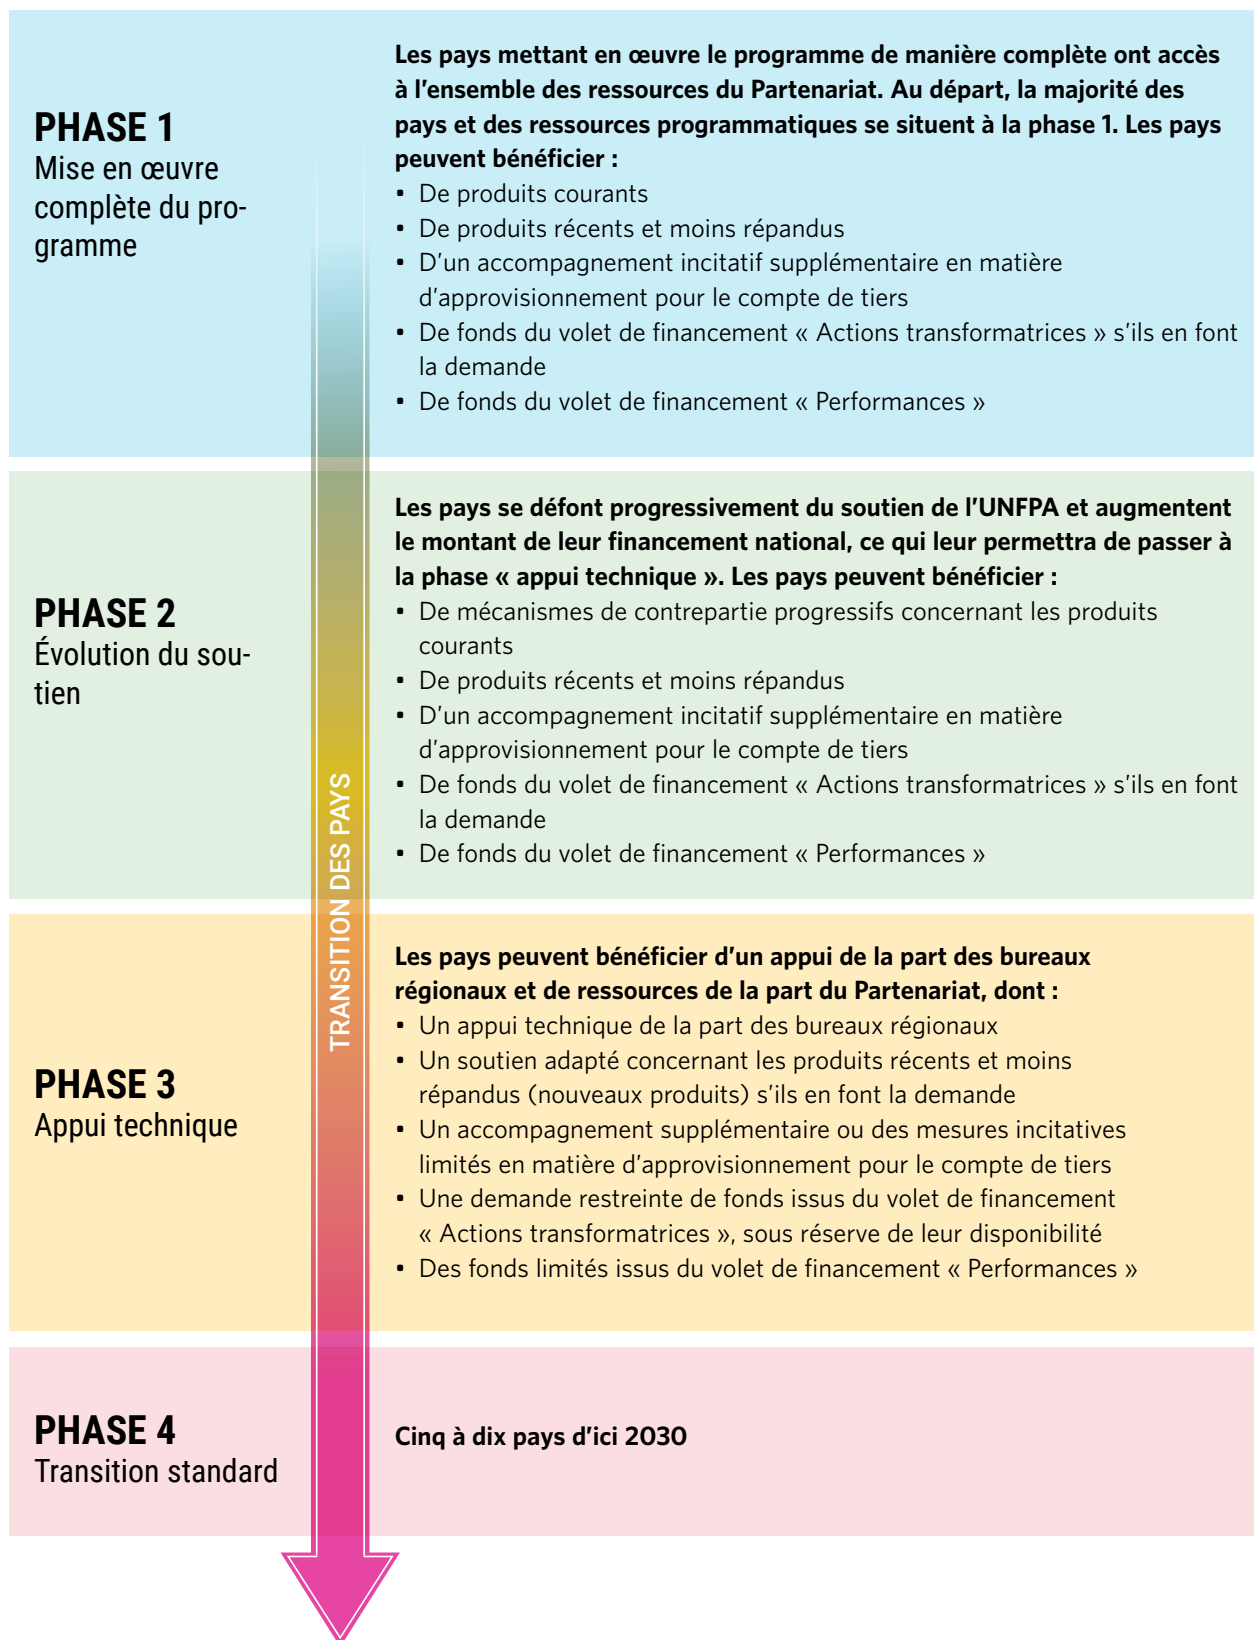 PHASE 1
Mise en œuvre
complète du pro-
gramme
Les pays mettant en œuvre le programme de manière complète ont accès
à l'ensemble des ressources du Partenariat. Au départ, la majorité des
pays et des ressources programmatiques se situent à la phase 1. Les pays
peuvent bénéficier :
• De produits courants
• De produits récents et moins répandus
• D'un accompagnement incitatif supplémentaire en matière
d'approvisionnement pour le compte de tiers
• De fonds du volet de financement « Actions transformatrices » s'ils en font
la demande
• De fonds du volet de financement « Performances »
PHASE 2
Évolution du sou-
tien
Les pays se défont progressivement du soutien de l'UNFPA et augmentent
le montant de leur financement national, ce qui leur permettra de passer à
la phase « appui technique ». Les pays peuvent bénéficier :
• De mécanismes de contrepartie progressifs concernant les produits
courants
• De produits récents et moins répandus
• D'un accompagnement incitatif supplémentaire en matière
d'approvisionnement pour le compte de tiers
• De fonds du volet de financement « Actions transformatrices » s'ils en font
la demande
• De fonds du volet de financement « Performances »
TRANSITION DES PAYS
PHASE 3
Appui technique
Les pays peuvent bénéficier d'un appui de la part des bureaux
régionaux et de ressources de la part du Partenariat, dont :
• Un appui technique de la part des bureaux régionaux
• Un soutien adapté concernant les produits récents et moins
répandus (nouveaux produits) s'ils en font la demande
• Un accompagnement supplémentaire ou des mesures incitatives
limités en matière d'approvisionnement pour le compte de tiers
• Une demande restreinte de fonds issus du volet de financement
« Actions transformatrices », sous réserve de leur disponibilité
• Des fonds limités issus du volet de financement « Performances »
PHASE 4
Transition standard
Cinq à dix pays d'ici 2030